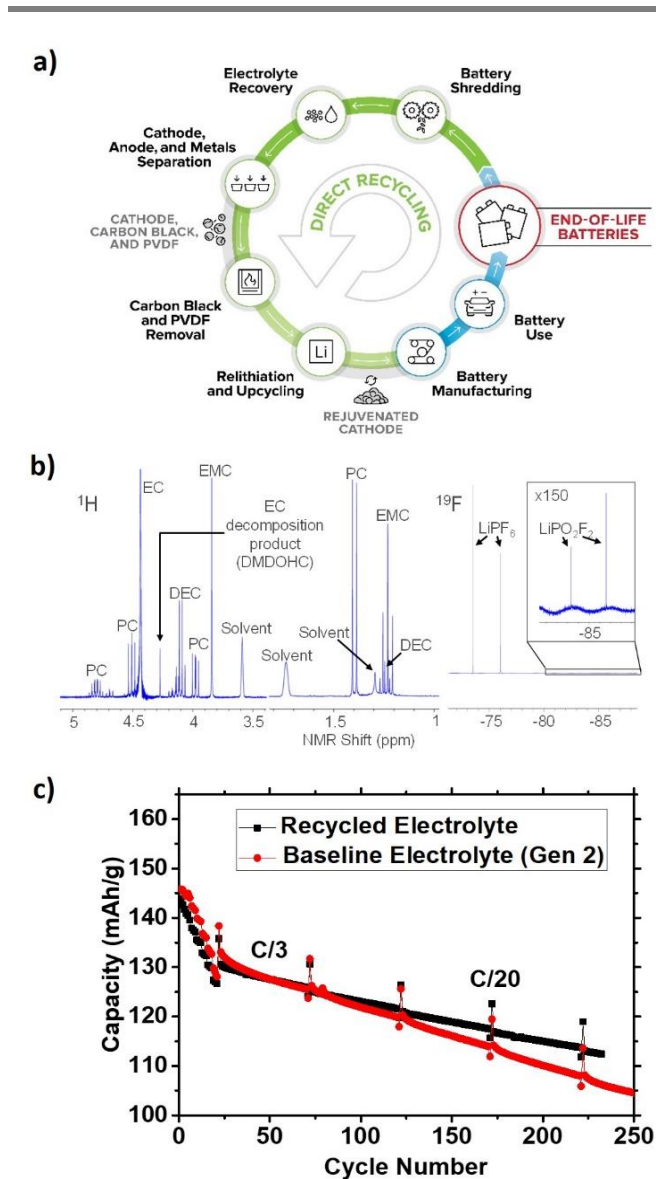 a)
Electrolyte
Recovery
Battery
Shredding
Cathode,
Anode, and Metals
Separation
CATHODE,
CARBON BLACK,
AND PVDF
DIRECT RECYCLING
END-OF-LIFE
BATTERIES
Carbon Black
and PVDF
Removal
Battery
Use
Li
Relithiation
and Upcycling
Battery
Manufacturing
REJUVENATED
CATHODE
b)
1H
EC
EMC
PC
19F
x150
LiPF6
LiPO2F2
-85
EC
decomposition
product
(DMDOHC)
EMC
DEC
PC
PC
PC
Solvent
Solvent
Solvent
DEC
5 4.5 4 3.5 1.5 1 -75 -80 -85
NMR Shift (ppm)
c)
Capacity (mAh/g)
160
150
140
130
120
110
100
Recycled Electrolyte
Baseline Electrolyte (Gen 2)
C/3
C/20
0 50 100 150 200 250
Cycle Number